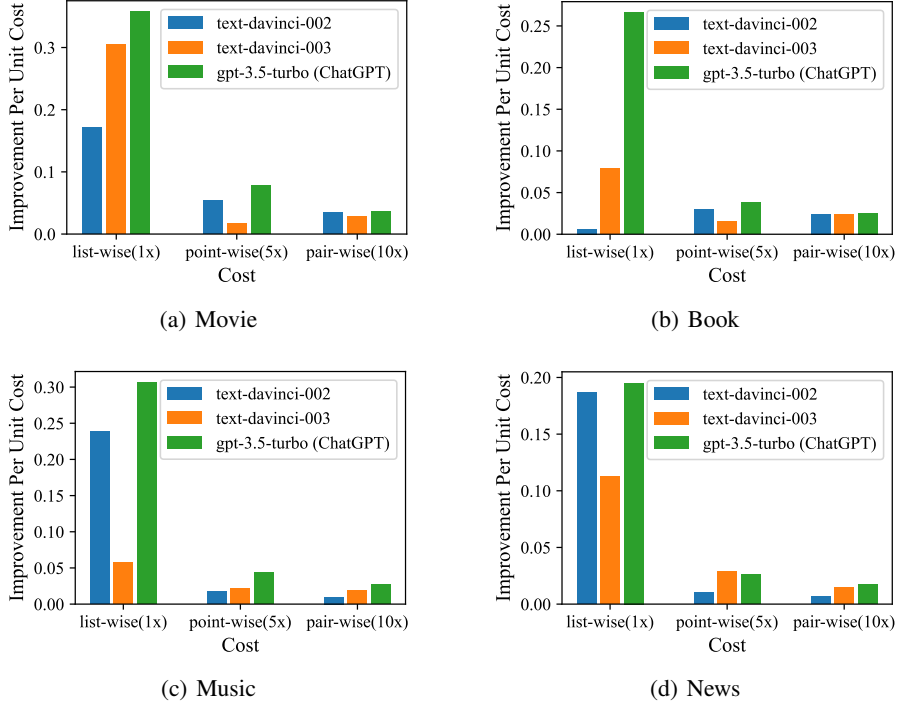 Improvement Per Unit Cost
0.3
0.2
0.1
0.0
text-davinci-002
text-davinci-003
gpt-3.5-turbo (ChatGPT)
list-wise(1x) point-wise(5x) pair-wise(10x)
Cost
(a) Movie
Improvement Per Unit Cost
0.25
0.20
0.15
0.10
0.05
0.00
text-davinci-002
text-davinci-003
gpt-3.5-turbo (ChatGPT)
list-wise(1x) point-wise(5x) pair-wise(10x)
Cost
(b) Book
Improvement Per Unit Cost
0.30
0.25
0.20
0.15
0.10
0.05
0.00
text-davinci-002
text-davinci-003
gpt-3.5-turbo (ChatGPT)
list-wise(1x) point-wise(5x) pair-wise(10x)
Cost
(c) Music
Improvement Per Unit Cost
0.20
0.15
0.10
0.05
0.00
text-davinci-002
text-davinci-003
gpt-3.5-turbo (ChatGPT)
list-wise(1x) point-wise(5x) pair-wise(10x)
Cost
(d) News